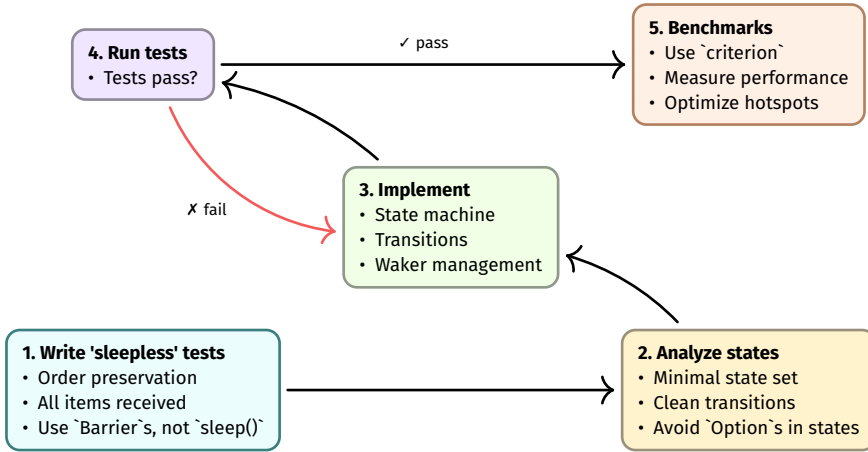 4. Run tests
• Tests pass?
✓ pass
5. Benchmarks
• Use `criterion`
• Measure performance
• Optimize hotspots
✗ fail
3. Implement
• State machine
• Transitions
• Waker management
1. Write 'sleepless' tests
• Order preservation
• All items received
• Use `Barrier`s, not `sleep()`
2. Analyze states
• Minimal state set
• Clean transitions
• Avoid `Option`s in states